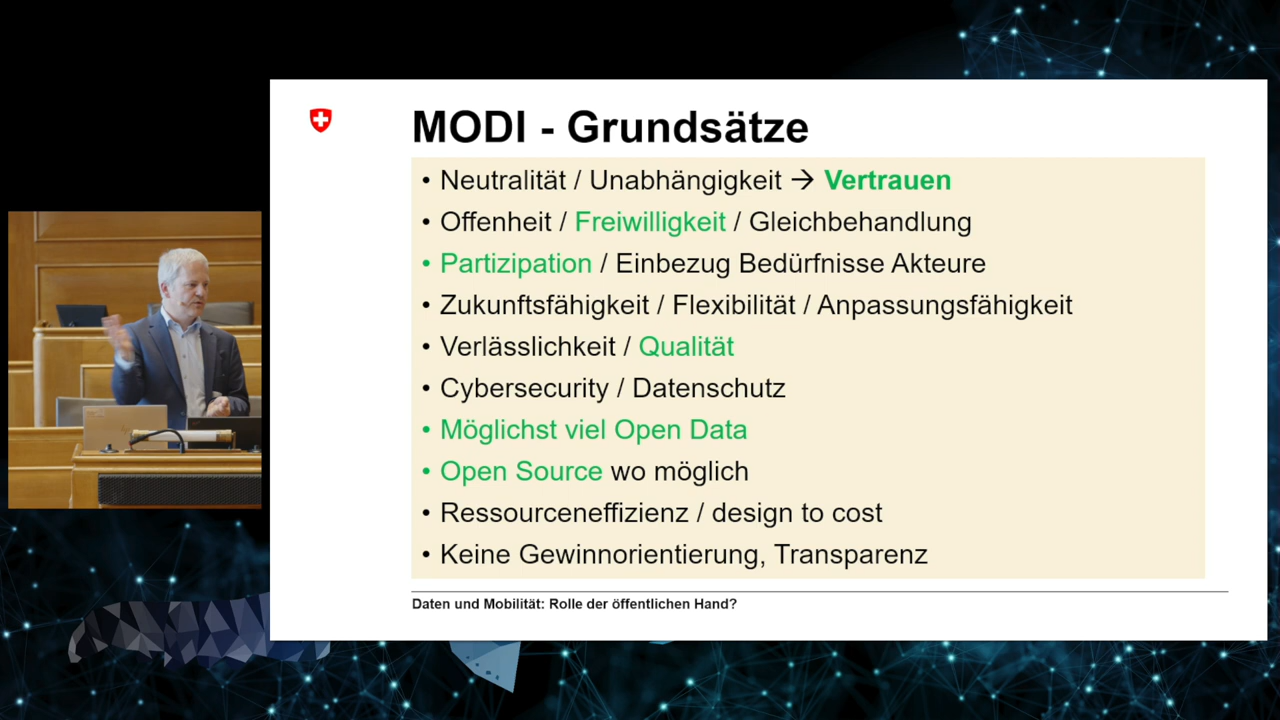 MODI - Grundsätze
• Neutralität / Unabhängigkeit → Vertrauen
• Offenheit / Freiwilligkeit / Gleichbehandlung
• Partizipation / Einbezug Bedürfnisse Akteure
• Zukunftsfähigkeit / Flexibilität / Anpassungsfähigkeit
• Verlässlichkeit / Qualität
• Cybersecurity / Datenschutz
• Möglichst viel Open Data
• Open Source wo möglich
• Ressourceneffizienz / design to cost
• Keine Gewinnorientierung, Transparenz
Daten und Mobilität: Rolle der öffentlichen Hand?